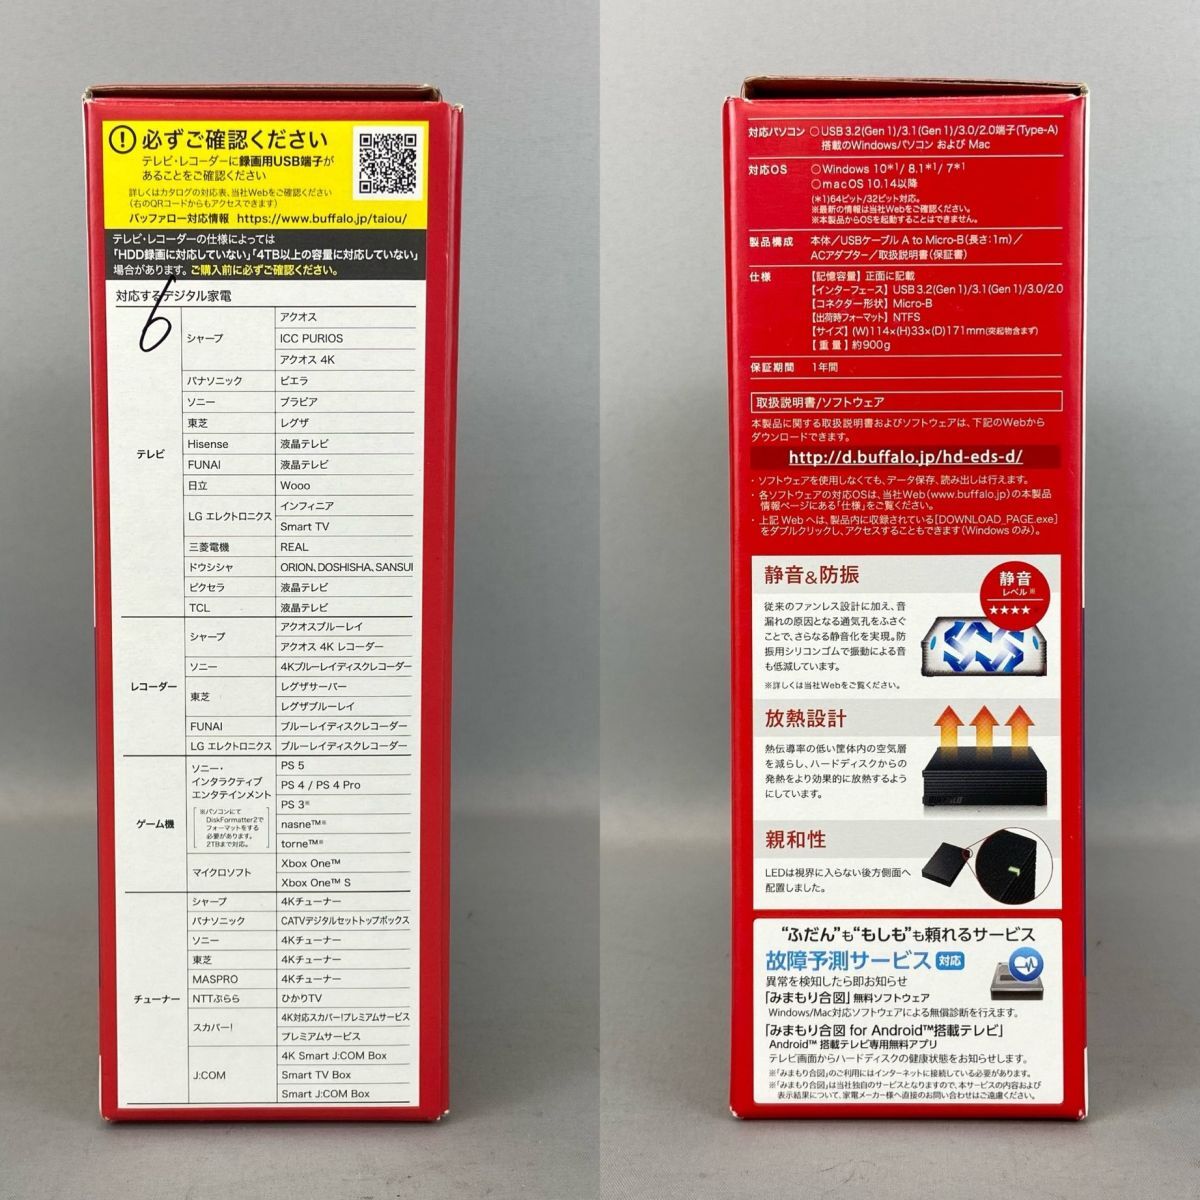 必ずご確認ください
テレビ・レコーダーに録画用USB端子が
あることをご確認ください
詳しくはカタログの対応表、当社Webをご確認ください
(右のQRコードからもアクセスできます)
バッファロー対応情報 https://www.buffalo.jp/taiou/
テレビ・レコーダーの仕様によっては
「HDD録画に対応していない」「4TB以上の容量に対応していない」
場合があります。ご購入前に必ずご確認ください。
対応するデジタル家電
6
テレビ
シャープ
アクオス
ICC PURIOS
アクオス 4K
パナソニック ビエラ
ソニー ブラビア
東芝 レグザ
Hisense 液晶テレビ
FUNAI 液晶テレビ
日立 Wooo
LG エレクトロニクス
インフィニア
Smart TV
三菱電機 REAL
ドウシシャ ORION、DOSHISHA、SANSUI
ピクセラ 液晶テレビ
TCL 液晶テレビ
レコーダー
シャープ
アクオスブルーレイ
アクオス 4K レコーダー
ソニー 4Kブルーレイディスクレコーダー
東芝
レグザサーバー
レグザブルーレイ
FUNAI ブルーレイディスクレコーダー
LG エレクトロニクス ブルーレイディスクレコーダー
ゲーム機
ソニー・
インタラクティブ
エンタテインメント
※パソコンにて
DiskFormatter2で
フォーマットをする
必要があります。
2TBまで対応。
PS 5
PS 4 / PS 4 Pro
PS 3※
nasne™※
torne™※
マイクロソフト
Xbox One™
Xbox One™ S
チューナー
シャープ 4Kチューナー
パナソニック CATVデジタルセットトップボックス
ソニー 4Kチューナー
東芝 4Kチューナー
MASPRO 4Kチューナー
NTTぷらら ひかりTV
スカパー!
4K対応スカパー!プレミアムサービス
プレミアムサービス
J:COM
4K Smart J:COM Box
Smart TV Box
Smart J:COM Box
対応パソコン ○USB 3.2(Gen 1)/3.1(Gen 1)/3.0/2.0端子(Type-A)
搭載のWindowsパソコン および Mac
対応OS ○Windows 10*1/ 8.1*1/ 7*1
○macOS 10.14以降
(*1)64ビット/32ビット対応。
※最新の情報は当社Webをご確認ください。
※本製品からOSを起動することはできません。
製品構成 本体/USBケーブル A to Micro-B(長さ:1m)/
ACアダプター/取扱説明書(保証書)
仕様 【記憶容量】正面に記載
【インターフェース】USB 3.2(Gen 1)/3.1(Gen 1)/3.0/2.0
【コネクター形状】Micro-B
【出荷時フォーマット】NTFS
【サイズ】(W)114×(H)33×(D)171mm(突起物含まず)
【重量】約900g
保証期間 1年間
取扱説明書/ソフトウェア
本製品に関する取扱説明書およびソフトウェアは、下記のWebから
ダウンロードできます。
http://d.buffalo.jp/hd-eds-d/
・ソフトウェアを使用しなくても、データ保存、読み出しは行えます。
・各ソフトウェアの対応OSは、当社Web(www.buffalo.jp)の本製品
情報ページにある「仕様」をご覧ください。
・上記 Web へは、製品内に収録されている[DOWNLOAD_PAGE.exe]
をダブルクリックし、アクセスすることもできます(Windowsのみ)。
静音&防振
静音
レベル※
★★★★
従来のファンレス設計に加え、音
漏れの原因となる通気孔をふさぐ
ことで、さらなる静音化を実現。防
振用シリコンゴムで振動による音
も低減しています。
※詳しくは当社Webをご覧ください。
放熱設計
熱伝導率の低い筐体内の空気層
を減らし、ハードディスクからの
発熱をより効果的に放熱するよう
にしています。
親和性
LEDは視界に入らない後方側面へ
配置しました。
“ふだん”も“もしも”も頼れるサービス
故障予測サービス 対応
異常を検知したら即お知らせ
「みまもり合図」無料ソフトウェア
Windows/Mac対応ソフトウェアによる無償診断を行えます。
「みまもり合図 for Android™搭載テレビ」
Android™ 搭載テレビ専用無料アプリ
テレビ画面からハードディスクの健康状態をお知らせします。
※「みまもり合図」のご利用にはインターネットに接続している必要があります。
※「みまもり合図」は当社独自のサービスとなりますので、本サービスの内容および
表示結果について、家電メーカー様へ直接のお問い合わせはご遠慮ください。